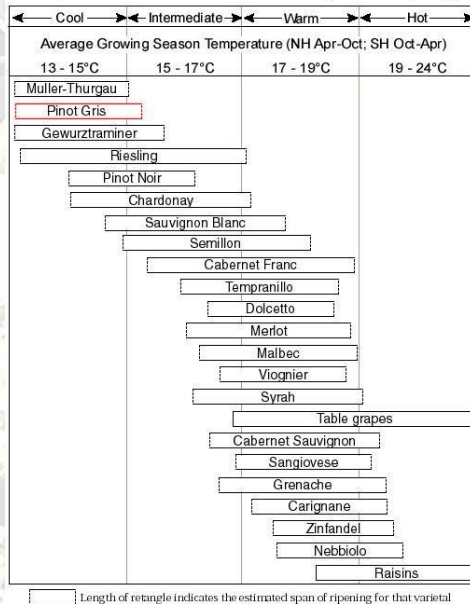 Cool Intermediate Warm Hot
Average Growing Season Temperature (NH Apr-Oct; SH Oct-Apr)
13 - 15°C 15 - 17°C 17 - 19°C 19 - 24°C
Muller-Thurgau
Pinot Gris
Gewurztraminer
Riesling
Pinot Noir
Chardonay
Sauvignon Blanc
Semillon
Cabernet Franc
Tempranillo
Dolcetto
Merlot
Malbec
Viognier
Syrah
Table grapes
Cabernet Sauvignon
Sangiovese
Grenache
Carignane
Zinfandel
Nebbiolo
Raisins
Length of retangle indicates the estimated span of ripening for that varietal